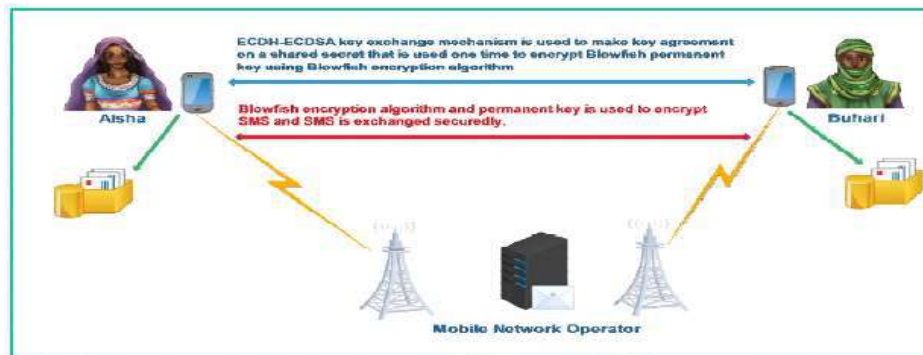 ECDH-ECDSA key exchange mechanism is used to make key agreement
on a shared secret that is used one time to encrypt Blowfish permanent
key using Blowfish encryption algorithm
Blowfish encryption algorithm and permanent key is used to encrypt
SMS and SMS is exchanged securedly.
Aisha
Buhari
Mobile Network Operator